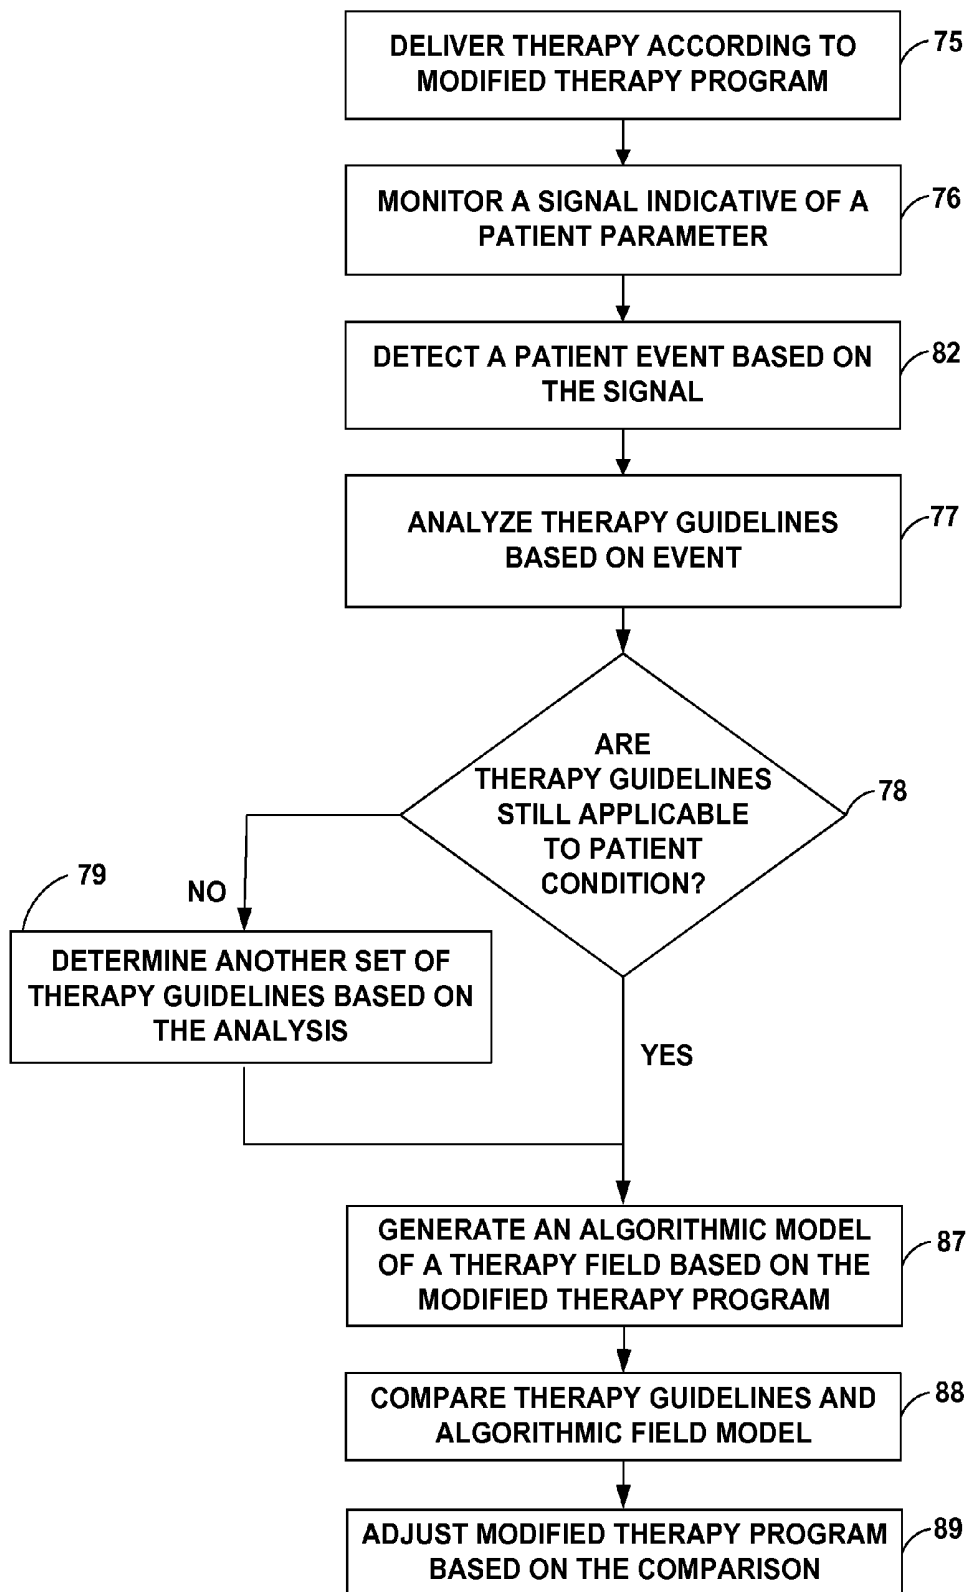 DELIVER THERAPY ACCORDING TO
MODIFIED THERAPY PROGRAM
75
MONITOR A SIGNAL INDICATIVE OF A
PATIENT PARAMETER
76
DETECT A PATIENT EVENT BASED ON
THE SIGNAL
82
ANALYZE THERAPY GUIDELINES
BASED ON EVENT
77
ARE
THERAPY GUIDELINES
STILL APPLICABLE
TO PATIENT
CONDITION?
78
NO
79
DETERMINE ANOTHER SET OF
THERAPY GUIDELINES BASED ON
THE ANALYSIS
YES
GENERATE AN ALGORITHMIC MODEL
OF A THERAPY FIELD BASED ON THE
MODIFIED THERAPY PROGRAM
87
COMPARE THERAPY GUIDELINES AND
ALGORITHMIC FIELD MODEL
88
ADJUST MODIFIED THERAPY PROGRAM
BASED ON THE COMPARISON
89